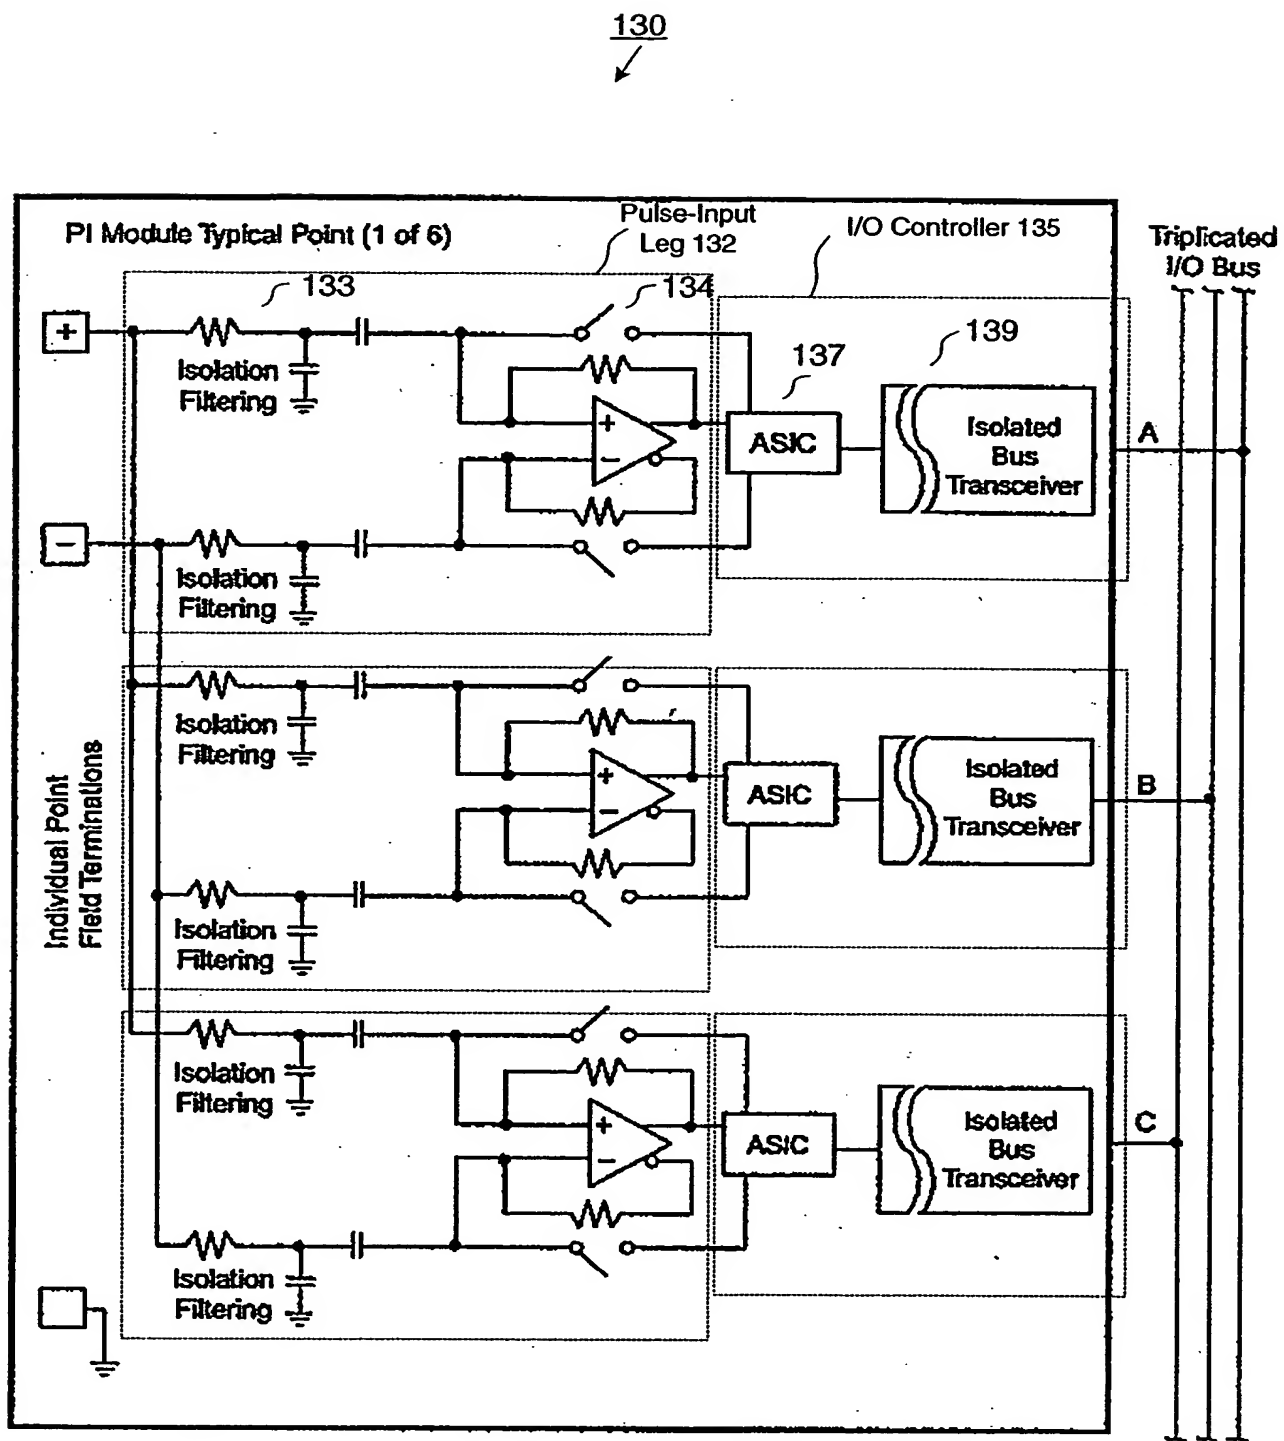 130
PI Module Typical Point (1 of 6)
Pulse-Input
Leg 132
I/O Controller 135
Triplicated
I/O Bus
133
134
+
Isolation
Filtering
137
139
+
−
ASIC
Isolated
Bus
Transceiver
A
−
Isolation
Filtering
Individual Point
Field Terminations
Isolation
Filtering
+
−
ASIC
Isolated
Bus
Transceiver
B
Isolation
Filtering
Isolation
Filtering
+
−
ASIC
Isolated
Bus
Transceiver
C
Isolation
Filtering